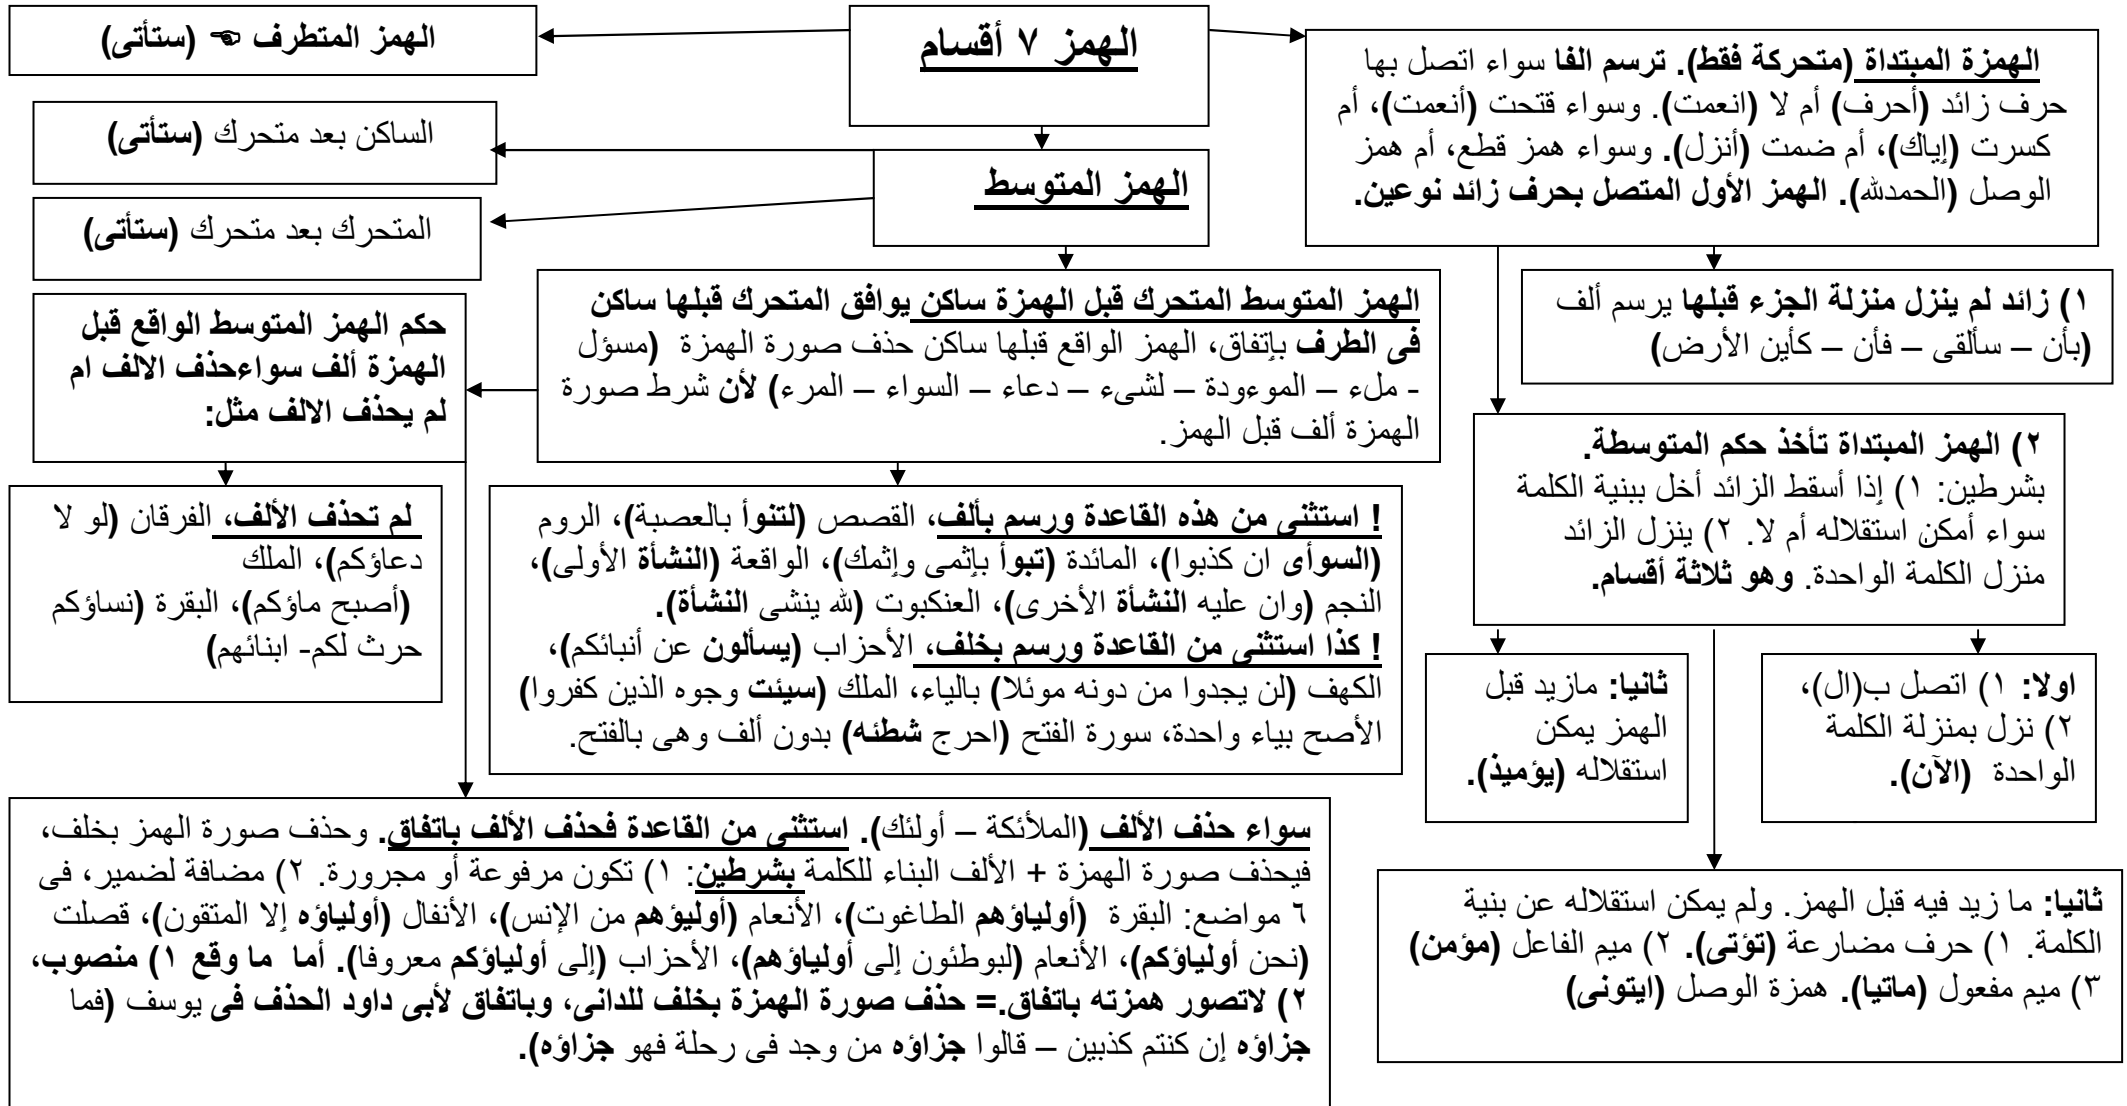 الهمز ٧ أقسام
الهمزة المبتداة (متحركة فقط). ترسم الفا سواء اتصل بها
حرف زائد (أحرف) أم لا (انعمت). وسواء قتحت (أنعمت)، أم
كسرت (إياك)، أم ضمت (أنزل). وسواء همز قطع، أم همز
الوصل (الحمدلله). الهمز الأول المتصل بحرف زائد نوعين.
١) زائد لم ينزل منزلة الجزء قبلها يرسم ألف
(بأن – سألقى – فأن – كأين الأرض)
٢) الهمز المبتداة تأخذ حكم المتوسطة.
بشرطين: ١) إذا أسقط الزائد أخل ببنية الكلمة
سواء أمكن استقلاله أم لا. ٢) ينزل الزائد
منزل الكلمة الواحدة. وهو ثلاثة أقسام.
اولا: ١) اتصل ب(ال)،
٢) نزل بمنزلة الكلمة
الواحدة (الآن).
ثانيا: مازيد قبل
الهمز يمكن
استقلاله (يؤميذ).
ثانيا: ما زيد فيه قبل الهمز. ولم يمكن استقلاله عن بنية
الكلمة. ١) حرف مضارعة (تؤتى). ٢) ميم الفاعل (مؤمن)
٣) ميم مفعول (ماتيا). همزة الوصل (ايتونى)
الهمز المتوسط
الهمز المتطرف ☜ (ستأتى)
الساكن بعد متحرك (ستأتى)
المتحرك بعد متحرك (ستأتى)
الهمز المتوسط المتحرك قبل الهمزة ساكن يوافق المتحرك قبلها ساكن
فى الطرف بإتفاق، الهمز الواقع قبلها ساكن حذف صورة الهمزة (مسؤل
- ملء – الموءودة – لشىء – دعاء – السواء – المرء) لأن شرط صورة
الهمزة ألف قبل الهمز.
! استثنى من هذه القاعدة ورسم بألف، القصص (لتنوأ بالعصبة)، الروم
(السوأى ان كذبوا)، المائدة (تبوأ بإثمى وإثمك)، الواقعة (النشأة الأولى)،
النجم (وان عليه النشأة الأخرى)، العنكبوت (لله ينشى النشأة).
! كذا استثنى من القاعدة ورسم بخلف، الأحزاب (يسألون عن أنبائكم)،
الكهف (لن يجدوا من دونه موئلا) بالياء، الملك (سيئت وجوه الذين كفروا)
الأصح بياء واحدة، سورة الفتح (احرج شطئه) بدون ألف وهى بالفتح.
حكم الهمز المتوسط الواقع قبل
الهمزة ألف سواءحذف الالف ام
لم يحذف الالف مثل:
لم تحذف الألف، الفرقان (لو لا
دعاؤكم)، الملك
(أصبح ماؤكم)، البقرة (نساؤكم
حرث لكم- ابنائهم)
سواء حذف الألف (الملأئكة – أولئك). استثنى من القاعدة فحذف الألف باتفاق. وحذف صورة الهمز بخلف،
فيحذف صورة الهمزة + الألف البناء للكلمة بشرطين: ١) تكون مرفوعة أو مجرورة. ٢) مضافة لضمير، فى
٦ مواضع: البقرة (أولياؤهم الطاغوت)، الأنعام (أوليؤهم من الإنس)، الأنفال (أولياؤه إلا المتقون)، قصلت
(نحن أولياؤكم)، الأنعام (لبوطئون إلى أولياؤهم)، الأحزاب (إلى أولياؤكم معروفا). أما ما وقع ١) منصوب،
٢) لاتصور همزته باتفاق.= حذف صورة الهمزة بخلف للدانى، وباتفاق لأبى داود الحذف فى يوسف (فما
جزاؤه إن كنتم كذبين – قالوا جزاؤه من وجد فى رحلة فهو جزاؤه).